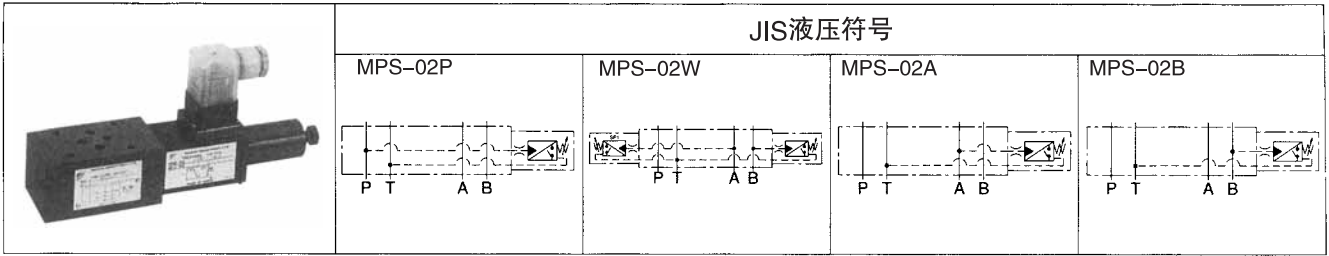 JIS液压符号
MPS-02P
MPS-02W
MPS-02A
MPS-02B
P T A B
P T A B
P T A B
P T A B